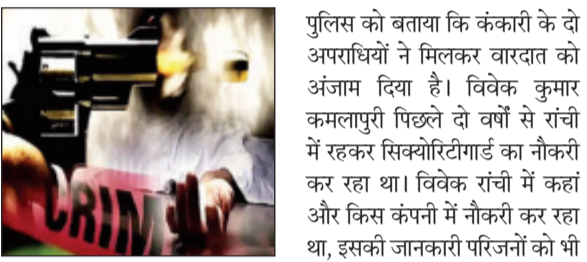 CRIM
पुलिस को बताया कि कंकारी के दो
अपराधियों ने मिलकर वारदात को
अंजाम दिया है। विवेक कुमार
कमलापुरी पिछले दो वर्षों से रांची
में रहकर सिक्योरिटीगार्ड का नौकरी
कर रहा था। विवेक रांची में कहां
और किस कंपनी में नौकरी कर रहा
था, इसकी जानकारी परिजनों को भी